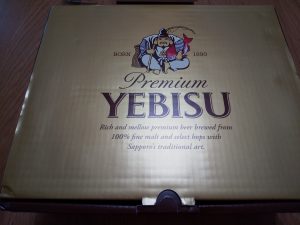 BORN 1890
Premium
YEBISU
Rich and mellow premium beer brewed from
100% fine malt and select hops with
Sapporo's traditional art.